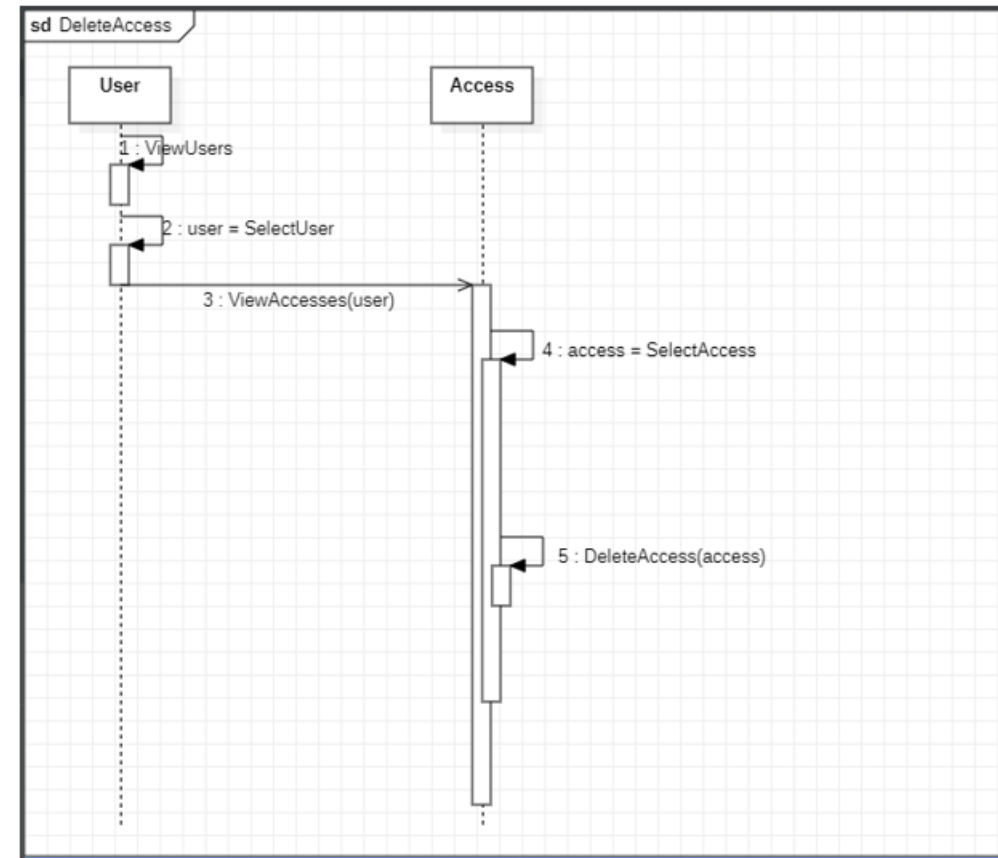 sd DeleteAccess
User
Access
1 : ViewUsers
2 : user = SelectUser
3 : ViewAccesses(user)
4 : access = SelectAccess
5 : DeleteAccess(access)